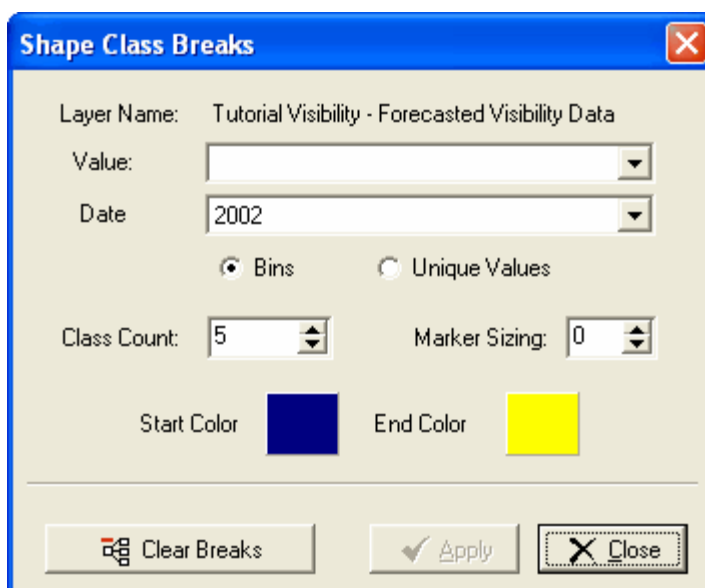 Shape Class Breaks
Layer Name: Tutorial Visibility - Forecasted Visibility Data
Value:
Date 2002
Bins Unique Values
Class Count: 5 Marker Sizing: 0
Start Color End Color
Clear Breaks Apply Close